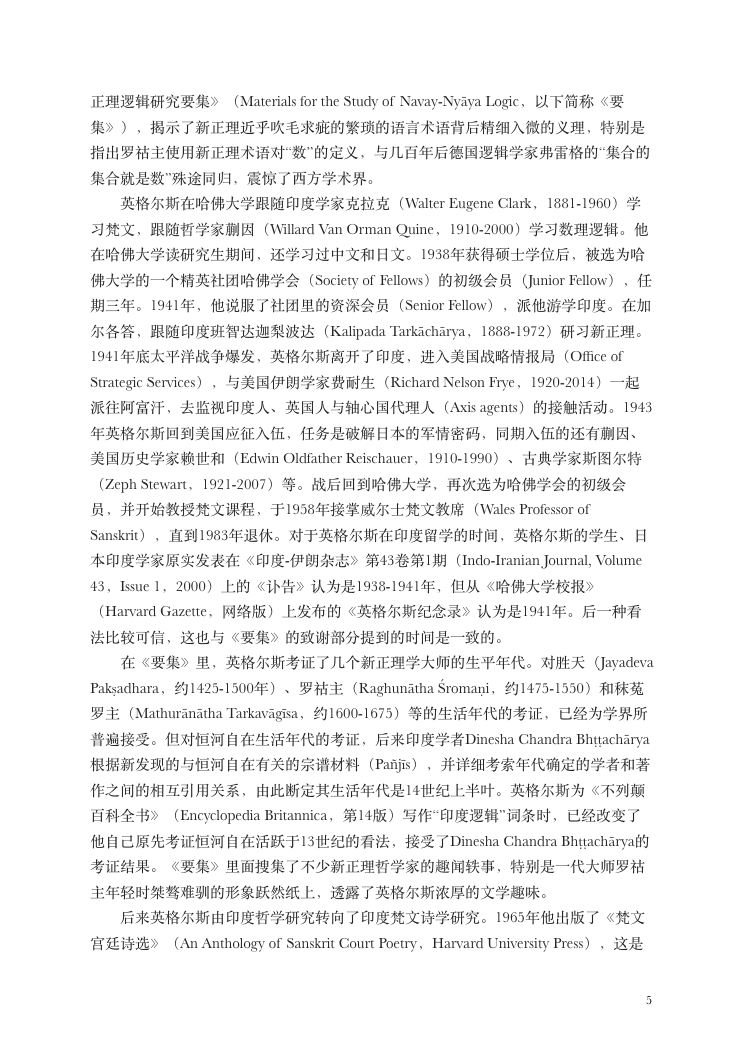 正理逻辑研究要集》（Materials for the Study of Navay-Nyāya Logic，以下简称《要
集》），揭示了新正理近乎吹毛求疵的繁琐的语言术语背后精细入微的义理，特别是
指出罗祜主使用新正理术语对“数”的定义，与几百年后德国逻辑学家弗雷格的“集合的
集合就是数”殊途同归，震惊了西方学术界。
英格尔斯在哈佛大学跟随印度学家克拉克（Walter Eugene Clark，1881-1960）学
习梵文，跟随哲学家蒯因（Willard Van Orman Quine，1910-2000）学习数理逻辑。他
在哈佛大学读研究生期间，还学习过中文和日文。1938年获得硕士学位后，被选为哈
佛大学的一个精英社团哈佛学会（Society of Fellows）的初级会员（Junior Fellow），任
期三年。1941年，他说服了社团里的资深会员（Senior Fellow），派他游学印度。在加
尔各答，跟随印度班智达迦梨波达（Kalipada Tarkāchārya，1888-1972）研习新正理。
1941年底太平洋战争爆发，英格尔斯离开了印度，进入美国战略情报局（Office of
Strategic Services），与美国伊朗学家费耐生（Richard Nelson Frye，1920-2014）一起
派往阿富汗，去监视印度人、英国人与轴心国代理人（Axis agents）的接触活动。1943
年英格尔斯回到美国应征入伍，任务是破解日本的军情密码，同期入伍的还有蒯因、
美国历史学家赖世和（Edwin Oldfather Reischauer，1910-1990）、古典学家斯图尔特
（Zeph Stewart，1921-2007）等。战后回到哈佛大学，再次选为哈佛学会的初级会
员，并开始教授梵文课程，于1958年接掌威尔士梵文教席（Wales Professor of
Sanskrit），直到1983年退休。对于英格尔斯在印度留学的时间，英格尔斯的学生、日
本印度学家原实发表在《印度-伊朗杂志》第43卷第1期（Indo-Iranian Journal, Volume
43，Issue 1，2000）上的《讣告》认为是1938-1941年，但从《哈佛大学校报》
（Harvard Gazette，网络版）上发布的《英格尔斯纪念录》认为是1941年。后一种看
法比较可信，这也与《要集》的致谢部分提到的时间是一致的。
在《要集》里，英格尔斯考证了几个新正理学大师的生平年代。对胜天（Jayadeva
Pakṣadhara，约1425-1500年）、罗祜主（Raghunātha Śromaṇi，约1475-1550）和秣菟
罗主（Mathurānātha Tarkavāgīsa，约1600-1675）等的生活年代的考证，已经为学界所
普遍接受。但对恒河自在生活年代的考证，后来印度学者Dinesha Chandra Bhṭṭachārya
根据新发现的与恒河自在有关的宗谱材料（Pañjīs），并详细考索年代确定的学者和著
作之间的相互引用关系，由此断定其生活年代是14世纪上半叶。英格尔斯为《不列颠
百科全书》（Encyclopedia Britannica，第14版）写作“印度逻辑”词条时，已经改变了
他自己原先考证恒河自在活跃于13世纪的看法，接受了Dinesha Chandra Bhṭṭachārya的
考证结果。《要集》里面搜集了不少新正理哲学家的趣闻轶事，特别是一代大师罗祜
主年轻时桀骜难驯的形象跃然纸上，透露了英格尔斯浓厚的文学趣味。
后来英格尔斯由印度哲学研究转向了印度梵文诗学研究。1965年他出版了《梵文
宫廷诗选》（An Anthology of Sanskrit Court Poetry，Harvard University Press），这是
5